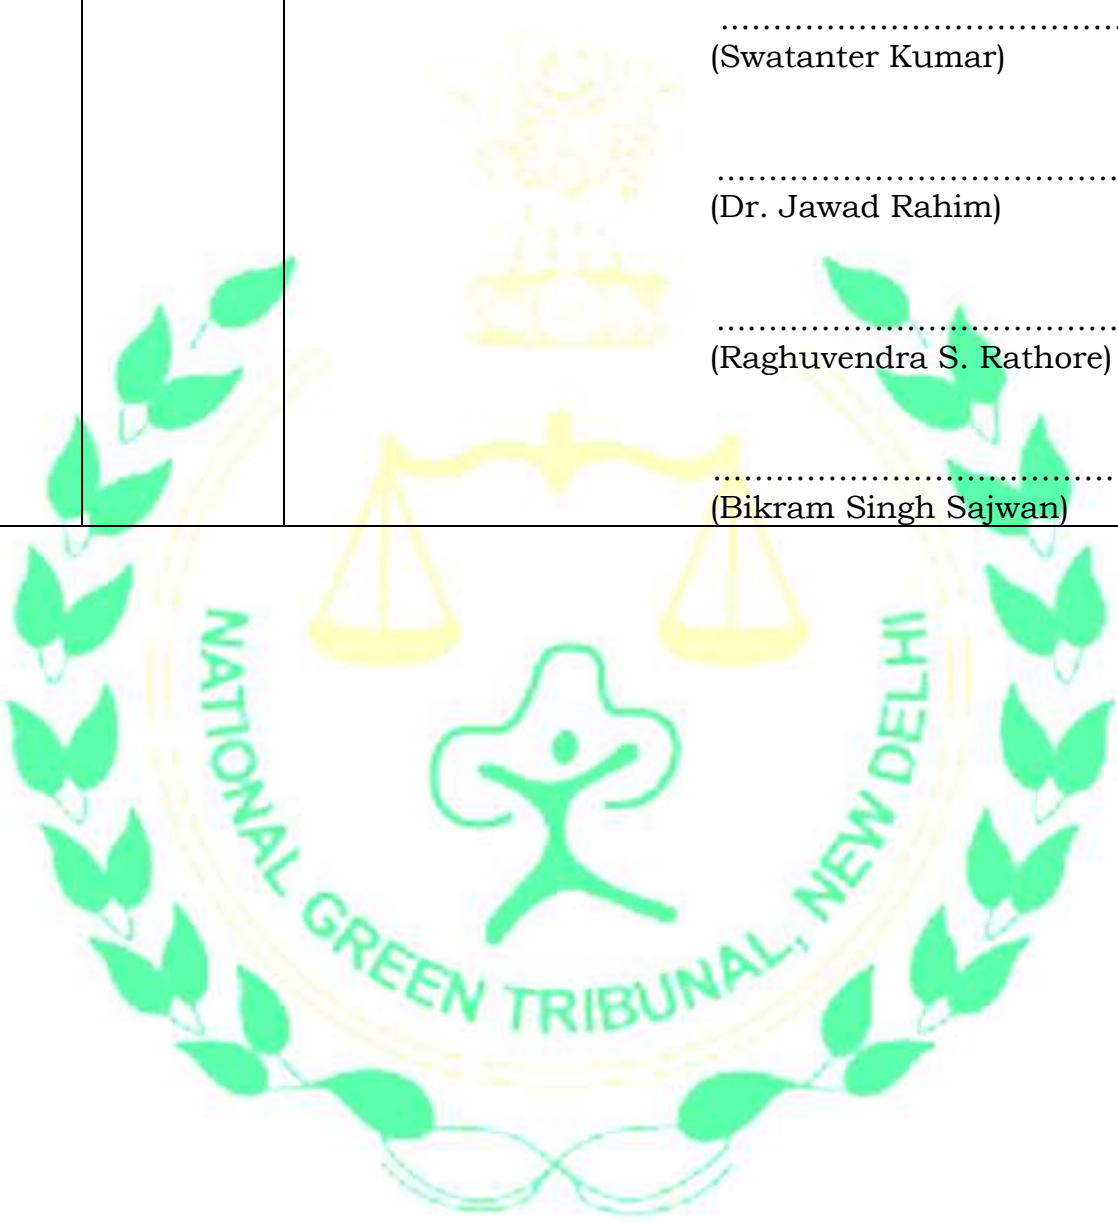 ....................................
(Swatanter Kumar)
....................................
(Dr. Jawad Rahim)
....................................
(Raghuvendra S. Rathore)
....................................
(Bikram Singh Sajwan)
NATIONAL GREEN TRIBUNAL, NEW DELHI